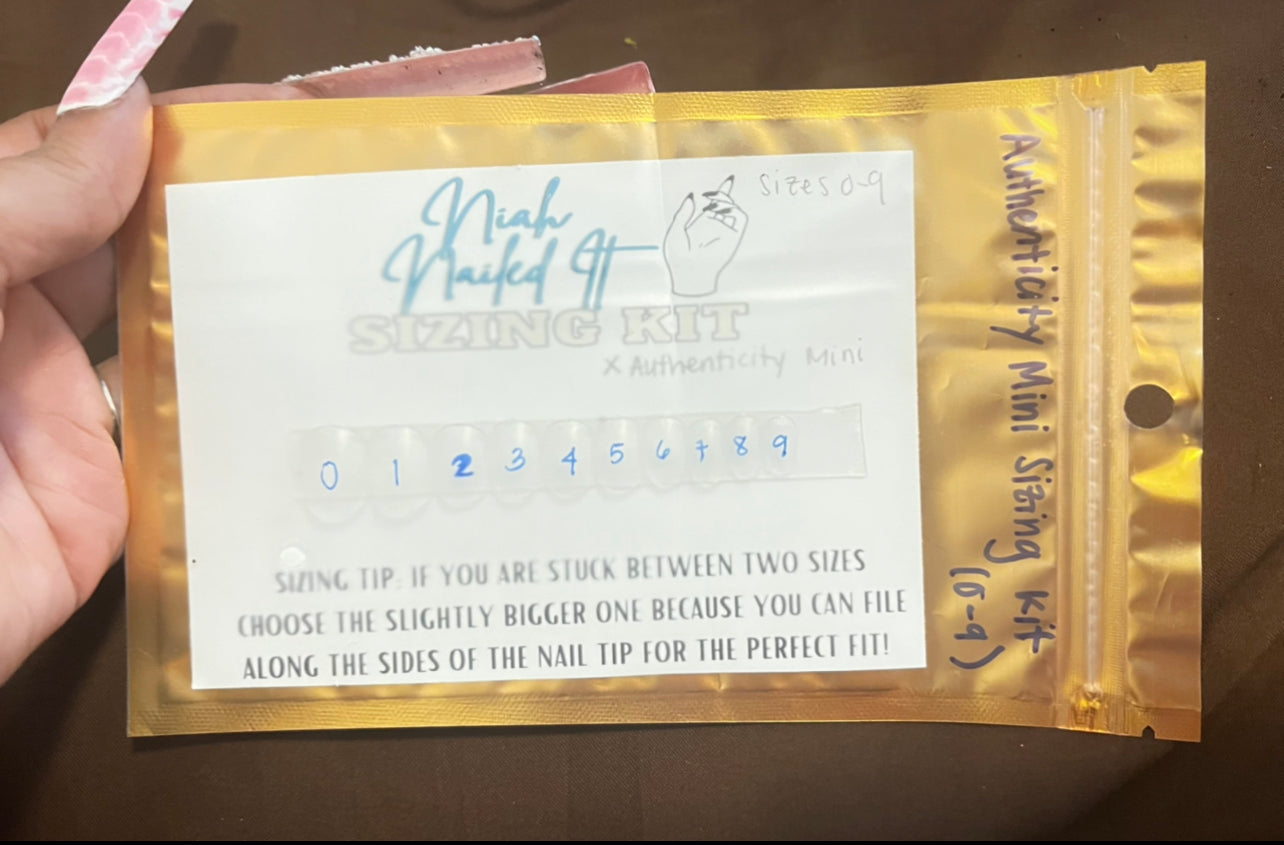 Niah
Nailed It
sizes 0-9
SIZING KIT
x Authenticity Mini
0 1 2 3 4 5 6 7 8 9
SIZING TIP: IF YOU ARE STUCK BETWEEN TWO SIZES
CHOOSE THE SLIGHTLY BIGGER ONE BECAUSE YOU CAN FILE
ALONG THE SIDES OF THE NAIL TIP FOR THE PERFECT FIT!
Authenticity Mini Sizing Kit
(0-9)